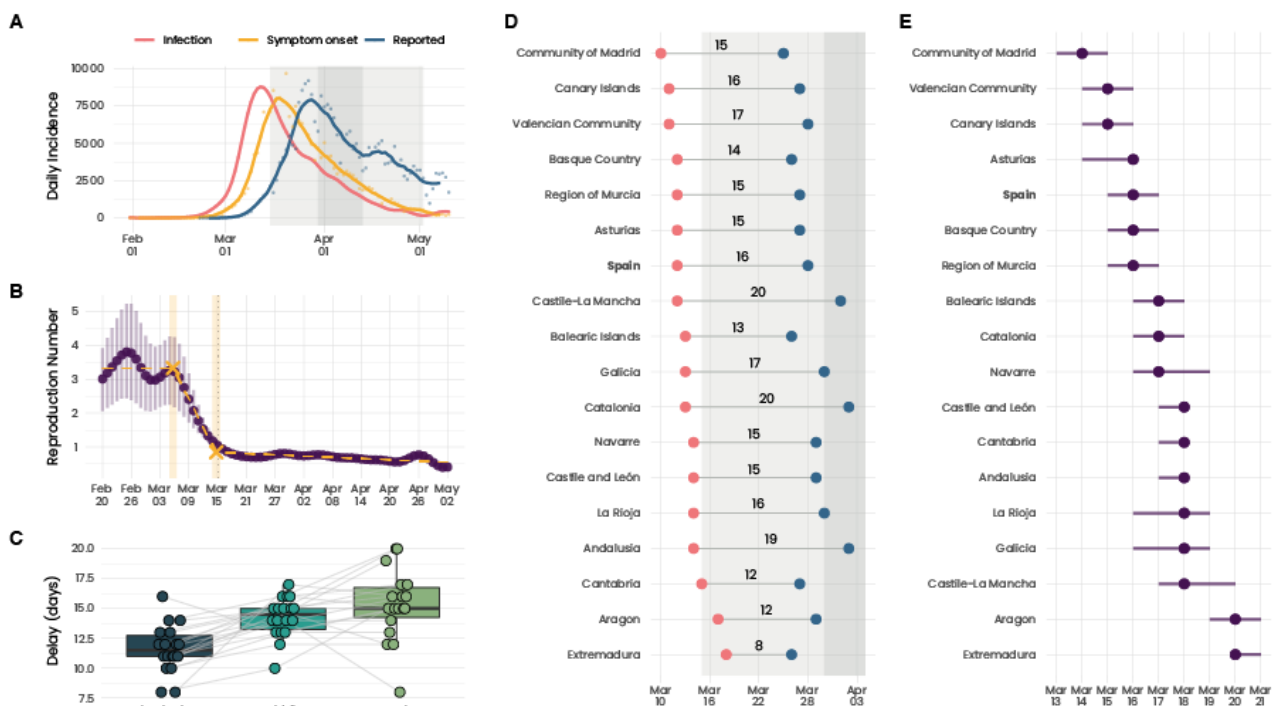 A
Infection Symptom onset Reported
Daily Incidence
10000
7500
5000
2500
0
Feb 01 Mar 01 Apr 01 May 01
B
Reproduction Number
5
4
3
2
1
Feb 20 Feb 26 Mar 03 Mar 09 Mar 15 Mar 21 Mar 27 Apr 02 Apr 08 Apr 14 Apr 20 Apr 26 May 02
C
Delay (days)
20.0
17.5
15.0
12.5
10.0
7.5
D
Community of Madrid 15
Canary Islands 16
Valencian Community 17
Basque Country 14
Region of Murcia 15
Asturias 15
Spain 16
Castile-La Mancha 20
Balearic Islands 13
Galicia 17
Catalonia 20
Navarre 15
Castile and León 15
La Rioja 16
Andalusia 19
Cantabria 12
Aragon 12
Extremadura 8
Mar 10 Mar 16 Mar 22 Mar 28 Apr 03
E
Community of Madrid
Valencian Community
Canary Islands
Asturias
Spain
Basque Country
Region of Murcia
Balearic Islands
Catalonia
Navarre
Castile and León
Cantabria
Andalusia
La Rioja
Galicia
Castile-La Mancha
Aragon
Extremadura
Mar 13 Mar 14 Mar 15 Mar 16 Mar 17 Mar 18 Mar 19 Mar 20 Mar 21